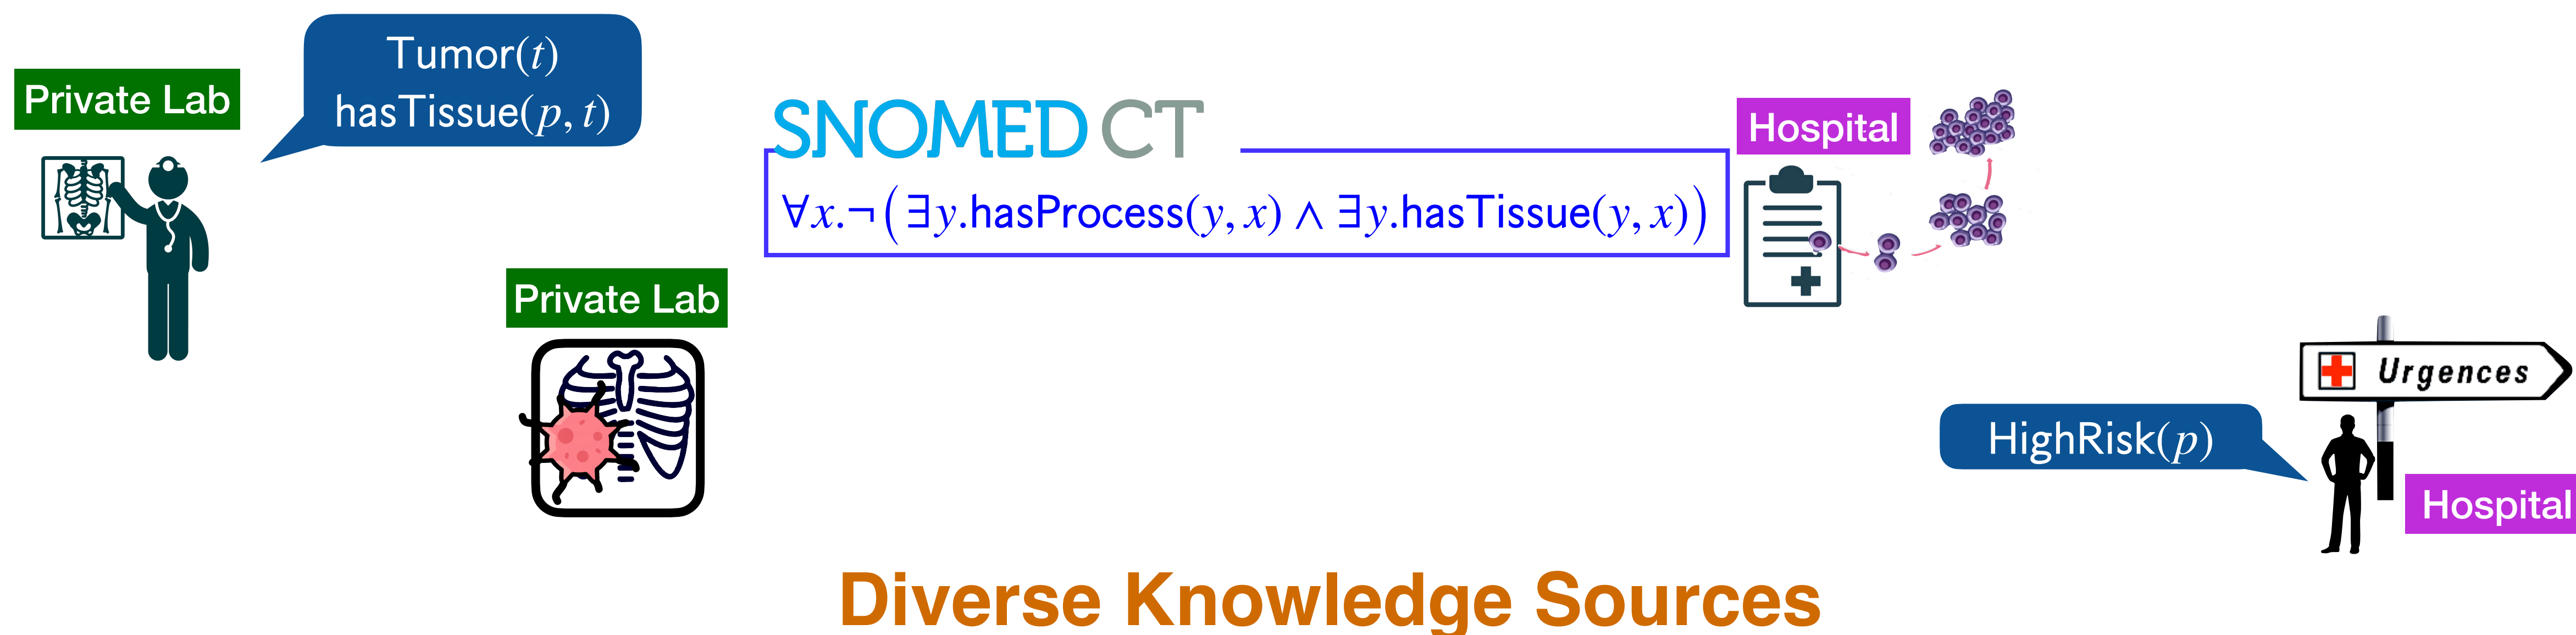 Private Lab
Tumor(t)
hasTissue(p, t)
SNOMED CT
∀x.¬(∃y.hasProcess(y, x) ∧ ∃y.hasTissue(y, x))
Hospital
Private Lab
Urgences
HighRisk(p)
Hospital
Diverse Knowledge Sources